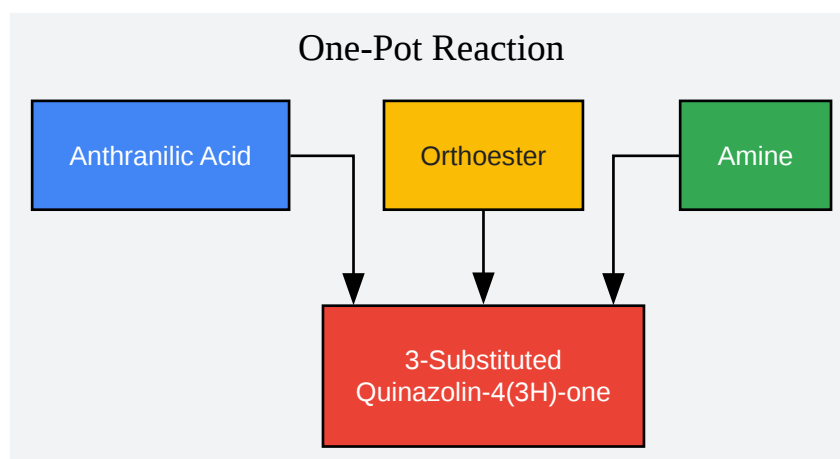 One-Pot Reaction
Anthranilic Acid
Orthoester
Amine
3-Substituted
Quinazolin-4(3H)-one